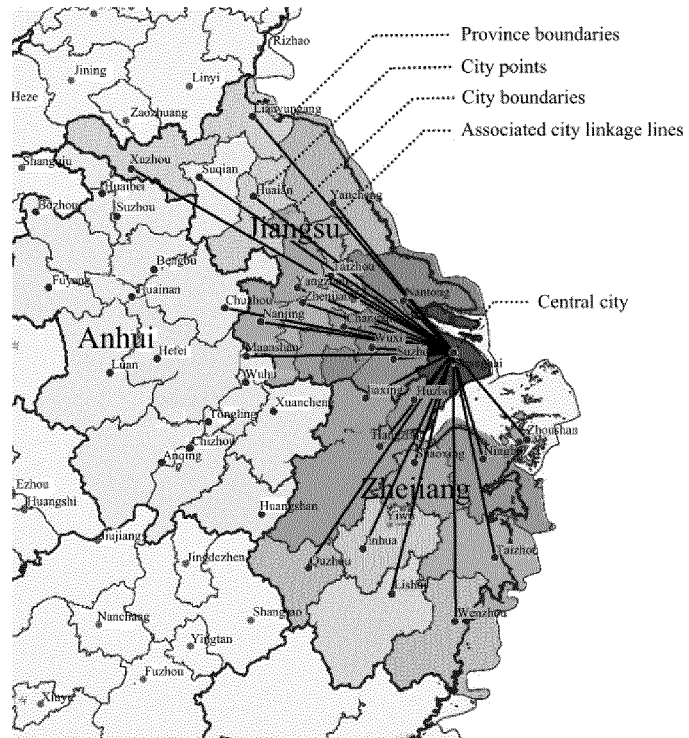 Province boundaries
City points
City boundaries
Associated city linkage lines
Central city
Rizhao
Jining
Linyi
Heze
Zaozhuang
Lianyungang
Xuzhou
Suqian
Shangqiu
Huaibei
Huaian
Yancheng
Bozhou
Suzhou
Jiangsu
Bengbu
Taizhou
Fuyang
Huainan
Yangzhou
Zhenjiang
Nantong
Chuzhou
Nanjing
Changzhou
Anhui
Wuxi
Luan
Hefei
Maanshan
Suzhou
Wuhu
Jiaxing
Huzhou
Xuancheng
Tongling
Zhoushan
Chizhou
Hangzhou
Shaoxing
Ningbo
Anqing
Zhejiang
Ezhou
Huangshi
Huangshan
Yiwu
Jiujiang
Jinhua
Taizhou
Jingdezhen
Quzhou
Lishui
Shangrao
Wenzhou
Nanchang
Yingtan
Fuzhou